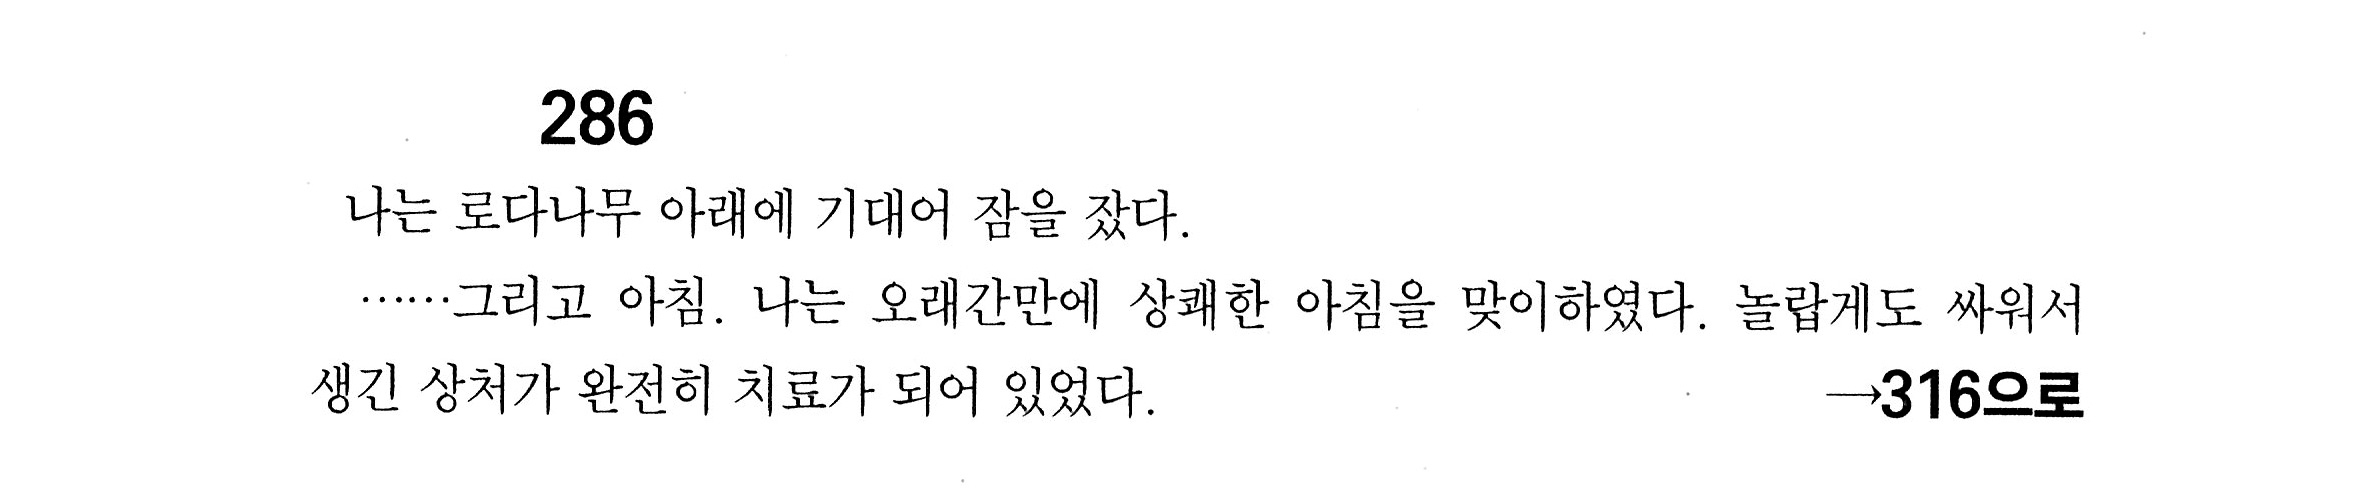 286
나는 로다나무 아래에 기대어 잠을 잤다.
……그리고 아침. 나는 오래간만에 상쾌한 아침을 맞이하였다. 놀랍게도 싸워서
생긴 상처가 완전히 치료가 되어 있었다. →316으로